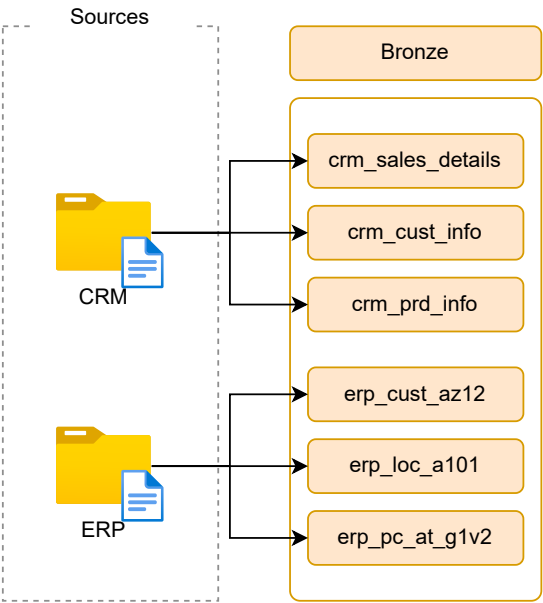 Sources
Bronze
crm_sales_details
crm_cust_info
crm_prd_info
CRM
erp_cust_az12
erp_loc_a101
erp_pc_at_g1v2
ERP